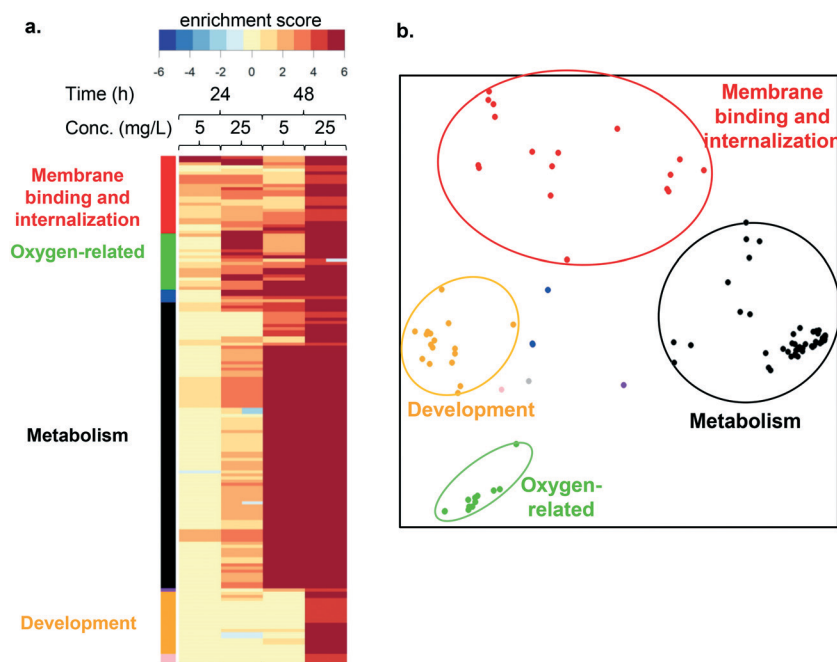 a.
enrichment score
-6 -4 -2 0 2 4 6
Time (h)
24 48
Conc. (mg/L)
5 25 5 25
Membrane
binding and
internalization
Oxygen-related
Metabolism
Development
b.
Membrane
binding and
internalization
Development
Metabolism
Oxygen-
related